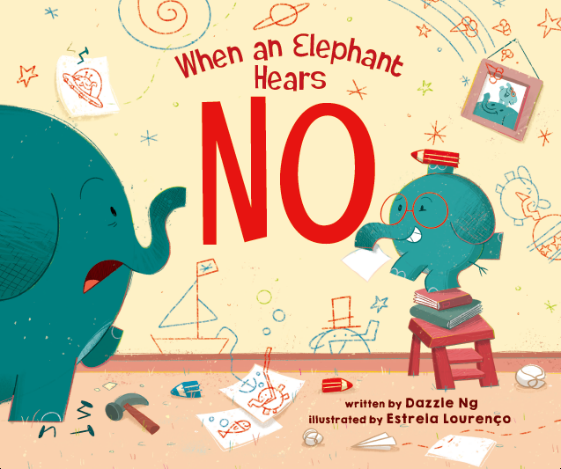 When an Elephant
Hears
NO
written by Dazzle Ng
illustrated by Estrela Lourenço